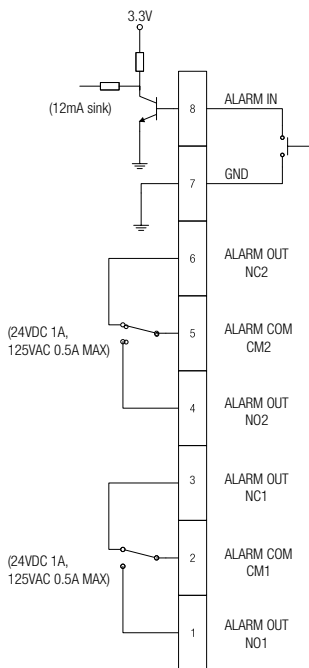 3.3V
(12mA sink)
8
ALARM IN
7
GND
6
ALARM OUT
NC2
(24VDC 1A,
125VAC 0.5A MAX)
5
ALARM COM
CM2
4
ALARM OUT
NO2
3
ALARM OUT
NC1
(24VDC 1A,
125VAC 0.5A MAX)
2
ALARM COM
CM1
1
ALARM OUT
NO1